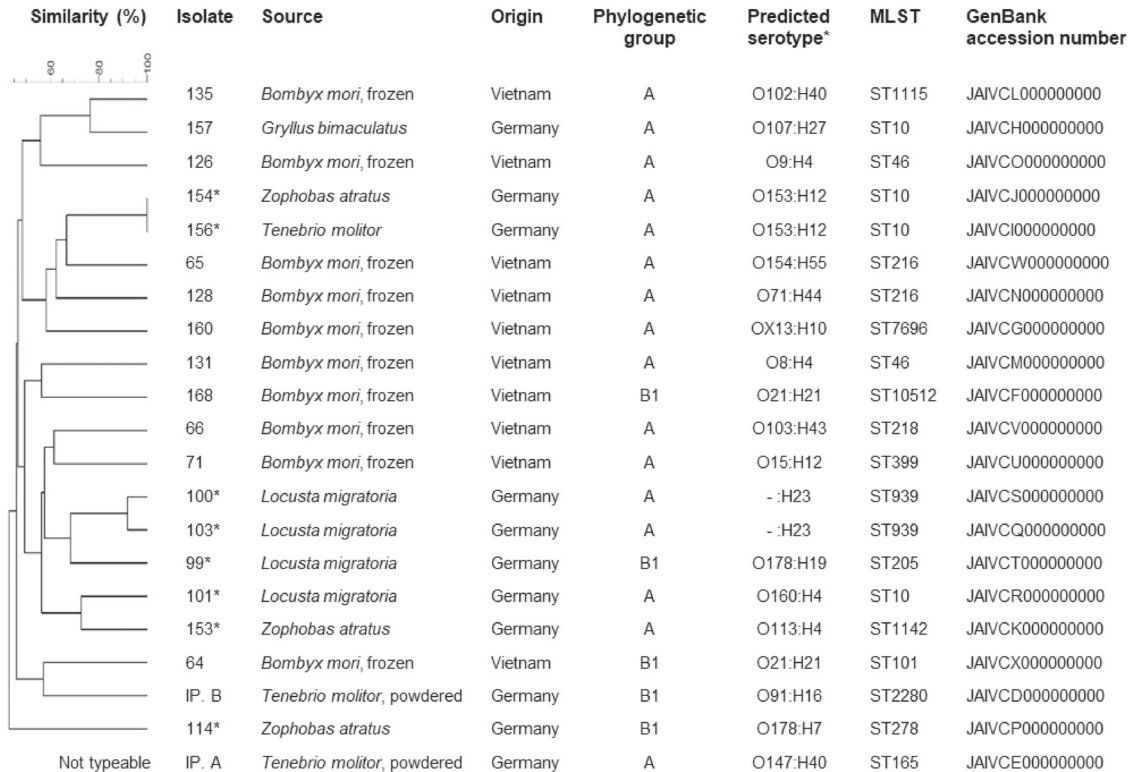 Similarity (%) Isolate Source Origin Phylogenetic Predicted MLST GenBank
group serotype* accession number
60 80 100
135 Bombyx mori, frozen Vietnam A O102:H40 ST1115 JAIVCL000000000
157 Gryllus bimaculatus Germany A O107:H27 ST10 JAIVCH000000000
126 Bombyx mori, frozen Vietnam A O9:H4 ST46 JAIVCO000000000
154* Zophobas atratus Germany A O153:H12 ST10 JAIVCJ000000000
156* Tenebrio molitor Germany A O153:H12 ST10 JAIVCI000000000
65 Bombyx mori, frozen Vietnam A O154:H55 ST216 JAIVCW000000000
128 Bombyx mori, frozen Vietnam A O71:H44 ST216 JAIVCN000000000
160 Bombyx mori, frozen Vietnam A OX13:H10 ST7696 JAIVCG000000000
131 Bombyx mori, frozen Vietnam A O8:H4 ST46 JAIVCM000000000
168 Bombyx mori, frozen Vietnam B1 O21:H21 ST10512 JAIVCF000000000
66 Bombyx mori, frozen Vietnam A O103:H43 ST218 JAIVCV000000000
71 Bombyx mori, frozen Vietnam A O15:H12 ST399 JAIVCU000000000
100* Locusta migratoria Germany A - :H23 ST939 JAIVCS000000000
103* Locusta migratoria Germany A - :H23 ST939 JAIVCQ000000000
99* Locusta migratoria Germany B1 O178:H19 ST205 JAIVCT000000000
101* Locusta migratoria Germany A O160:H4 ST10 JAIVCR000000000
153* Zophobas atratus Germany A O113:H4 ST1142 JAIVCK000000000
64 Bombyx mori, frozen Vietnam B1 O21:H21 ST101 JAIVCX000000000
IP. B Tenebrio molitor, powdered Germany B1 O91:H16 ST2280 JAIVCD000000000
114* Zophobas atratus Germany B1 O178:H7 ST278 JAIVCP000000000
Not typeable IP. A Tenebrio molitor, powdered Germany A O147:H40 ST165 JAIVCE000000000